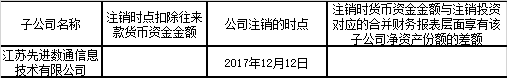 子公司名称
注销时点扣除往来
款货币资金金额
公司注销的时点
注销时货币资金金额与注销投资
对应的合并财务报表层面享有该
子公司净资产份额的差额
江苏先进数通信息
技术有限公司
2017年12月12日